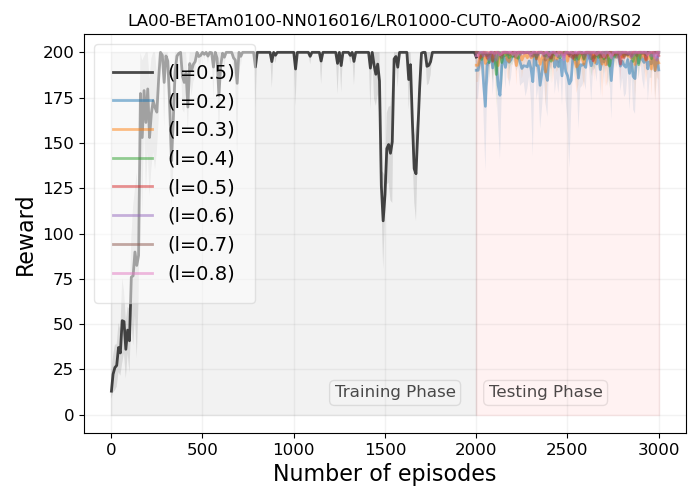 LA00-BETAm0100-NN016016/LR01000-CUT0-Ao00-Ai00/RS02
200
175
150
125
100
75
50
25
0
Reward
(l=0.5)
(l=0.2)
(l=0.3)
(l=0.4)
(l=0.5)
(l=0.6)
(l=0.7)
(l=0.8)
Training Phase
Testing Phase
0
500
1000
1500
2000
2500
3000
Number of episodes